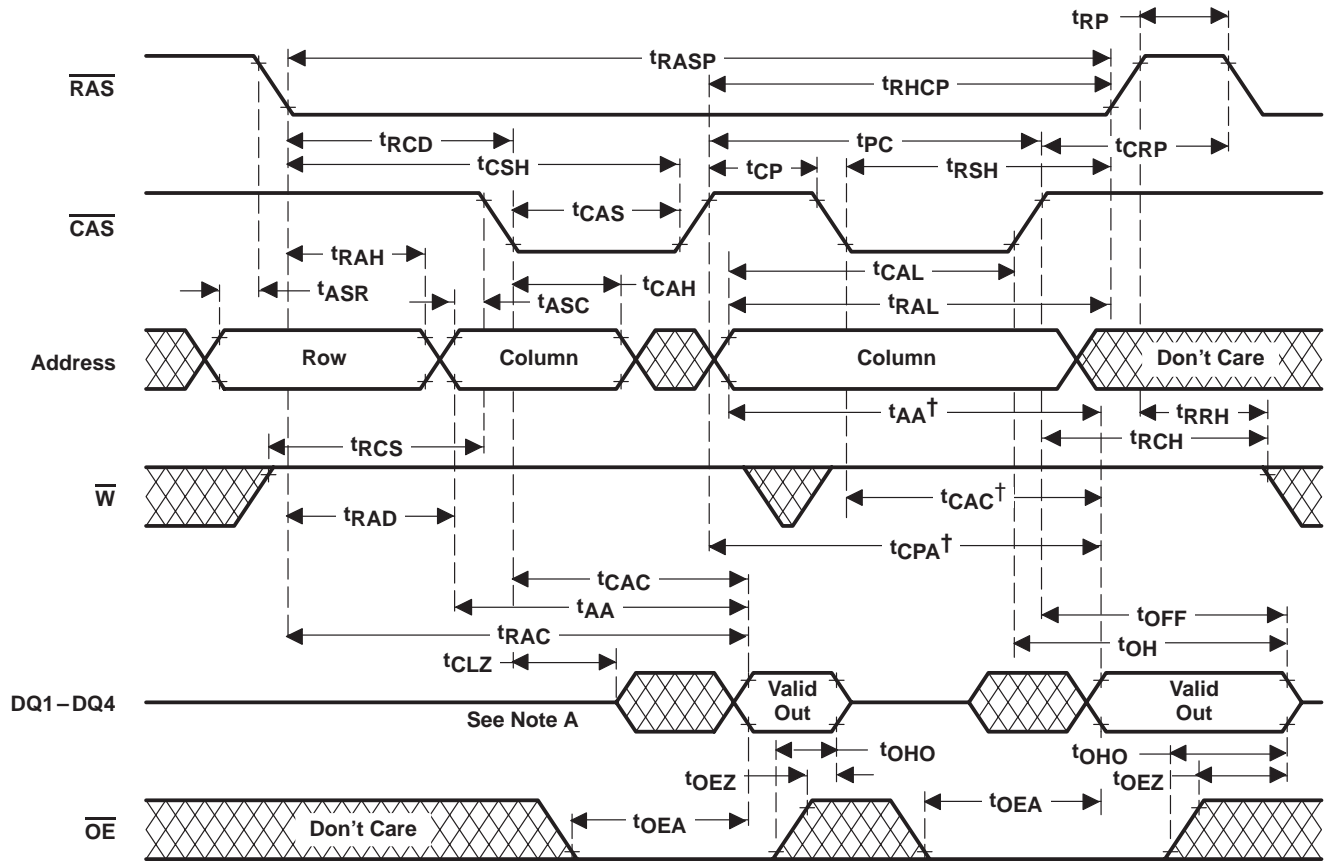 tRP
tRASP
RAS
tRHCP
tRCD
tPC
tCRP
tCSH
tCP
tRSH
CAS
tCAS
tRAH
tCAL
tASR
tASC
tCAH
tRAL
Address
Row
Column
Column
Don't Care
tAA†
tRRH
tRCS
tRCH
W
tCAC†
tRAD
tCPA†
tCAC
tAA
tOFF
tRAC
tOH
tCLZ
DQ1–DQ4
Valid
Out
Valid
Out
See Note A
tOHO
tOHO
tOEZ
tOEZ
OE
Don't Care
tOEA
tOEA